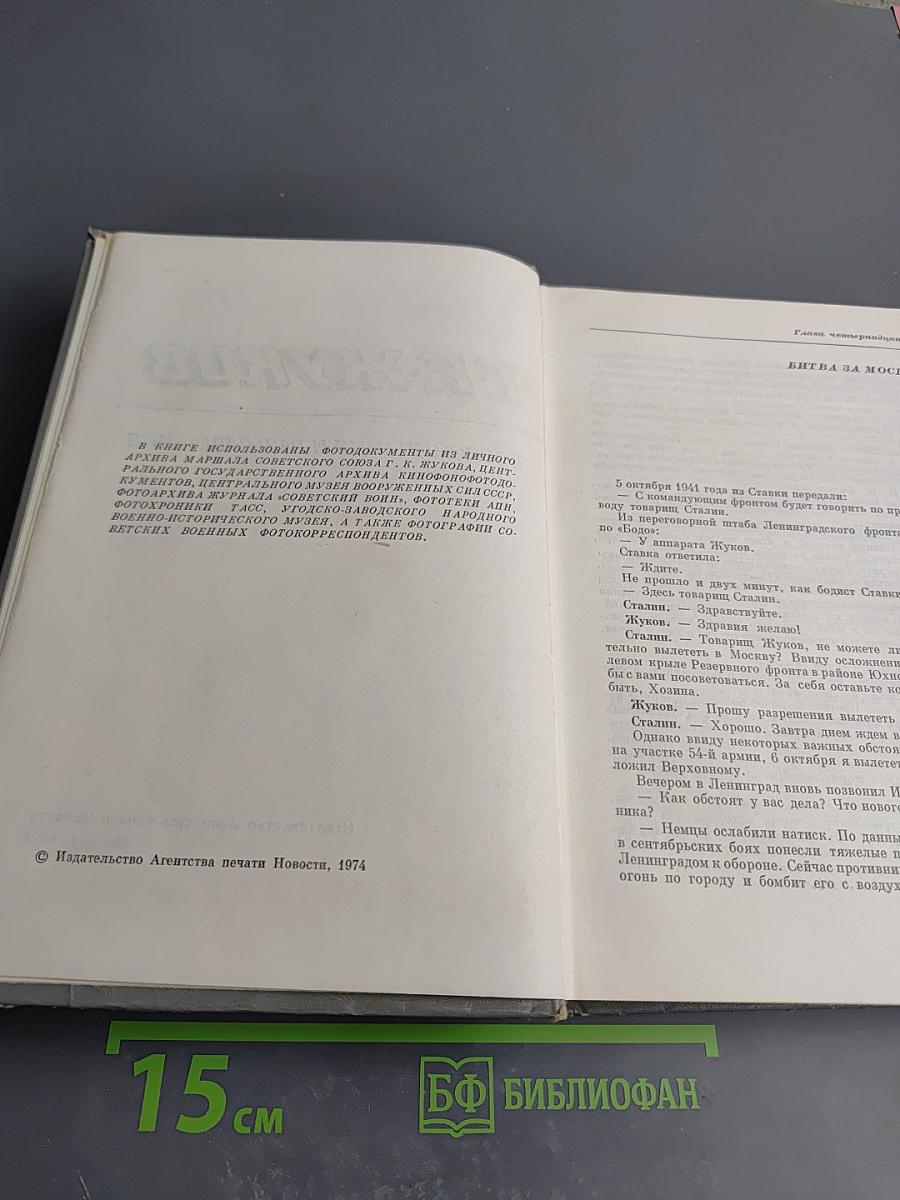 В КНИГЕ ИСПОЛЬЗОВАНЫ ФОТОДОКУМЕНТЫ ИЗ ЛИЧНОГО
АРХИВА МАРШАЛА СОВЕТСКОГО СОЮЗА Г. К. ЖУКОВА, ЦЕНТ-
РАЛЬНОГО ГОСУДАРСТВЕННОГО АРХИВА КИНОФОНОФОТОДО-
КУМЕНТОВ, ЦЕНТРАЛЬНОГО МУЗЕЯ ВООРУЖЕННЫХ СИЛ СССР,
ФОТОАРХИВА ЖУРНАЛА «СОВЕТСКИЙ ВОИН», ФОТОТЕКИ АПН,
ФОТОХРОНИКИ ТАСС, УГОДСКО-ЗАВОДСКОГО НАРОДНОГО
ВОЕННО-ИСТОРИЧЕСКОГО МУЗЕЯ, А ТАКЖЕ ФОТОГРАФИИ СО-
ВЕТСКИХ ВОЕННЫХ ФОТОКОРРЕСПОНДЕНТОВ.
© Издательство Агентства печати Новости, 1974
Глава четырнадцат
БИТВА ЗА МОС
5 октября 1941 года из Ставки передали:
— С командующим фронтом будет говорить по пр
воду товарищ Сталин.
Из переговорной штаба Ленинградского фронта
по «Бодо»:
— У аппарата Жуков.
Ставка ответила:
— Ждите.
Не прошло и двух минут, как бодист Ставки
— Здесь товарищ Сталин.
Сталин. — Здравствуйте.
Жуков. — Здравия желаю!
Сталин. — Товарищ Жуков, не можете ли
тельно вылететь в Москву? Ввиду осложнени
левом крыле Резервного фронта в районе Юхно
бы с вами посоветоваться. За себя оставьте ко
быть, Хозина.
Жуков. — Прошу разрешения вылететь
Сталин. — Хорошо. Завтра днем ждем в
Однако ввиду некоторых важных обстоя
на участке 54-й армии, 6 октября я вылетет
ложил Верховному.
Вечером в Ленинград вновь позвонил И
— Как обстоят у вас дела? Что нового
ника?
— Немцы ослабили натиск. По данны
в сентябрьских боях понесли тяжелые п
Ленинградом к обороне. Сейчас противни
огонь по городу и бомбит его с воздух
15 см
БФ БИБЛИОФАН